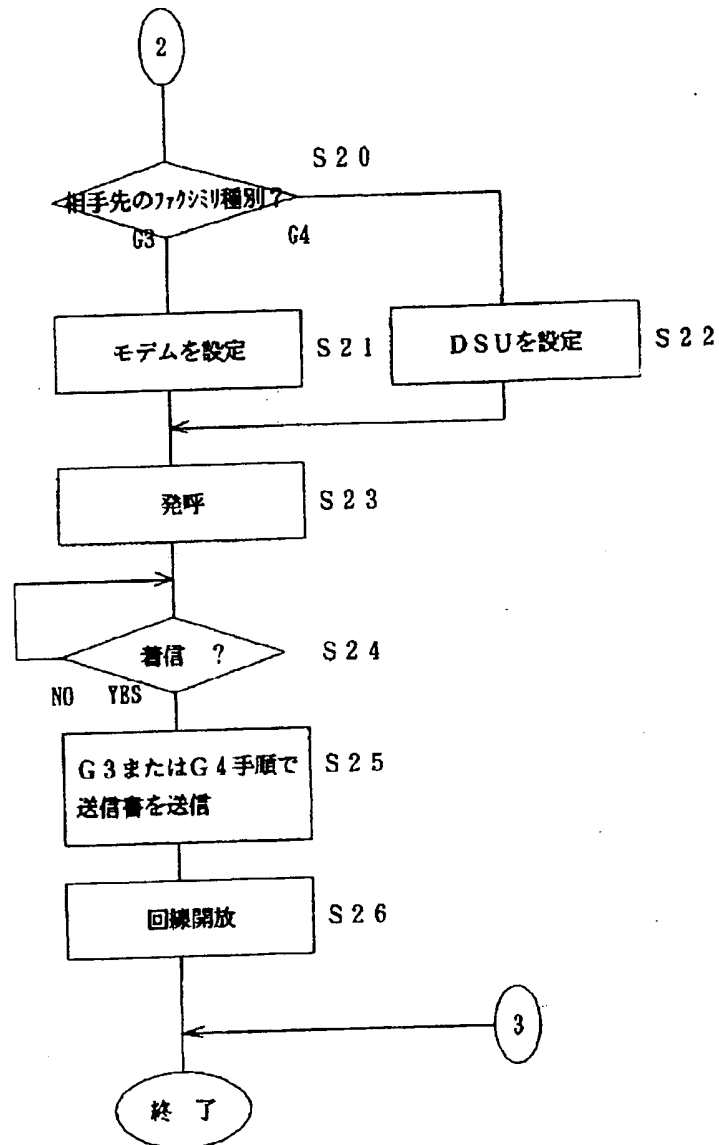 2
S20
相手先のファクシミリ種別?
G3
G4
モデムを設定
S21
DSUを設定
S22
発呼
S23
着信 ?
S24
NO YES
G3またはG4手順で
送信書を送信
S25
回線開放
S26
3
終了